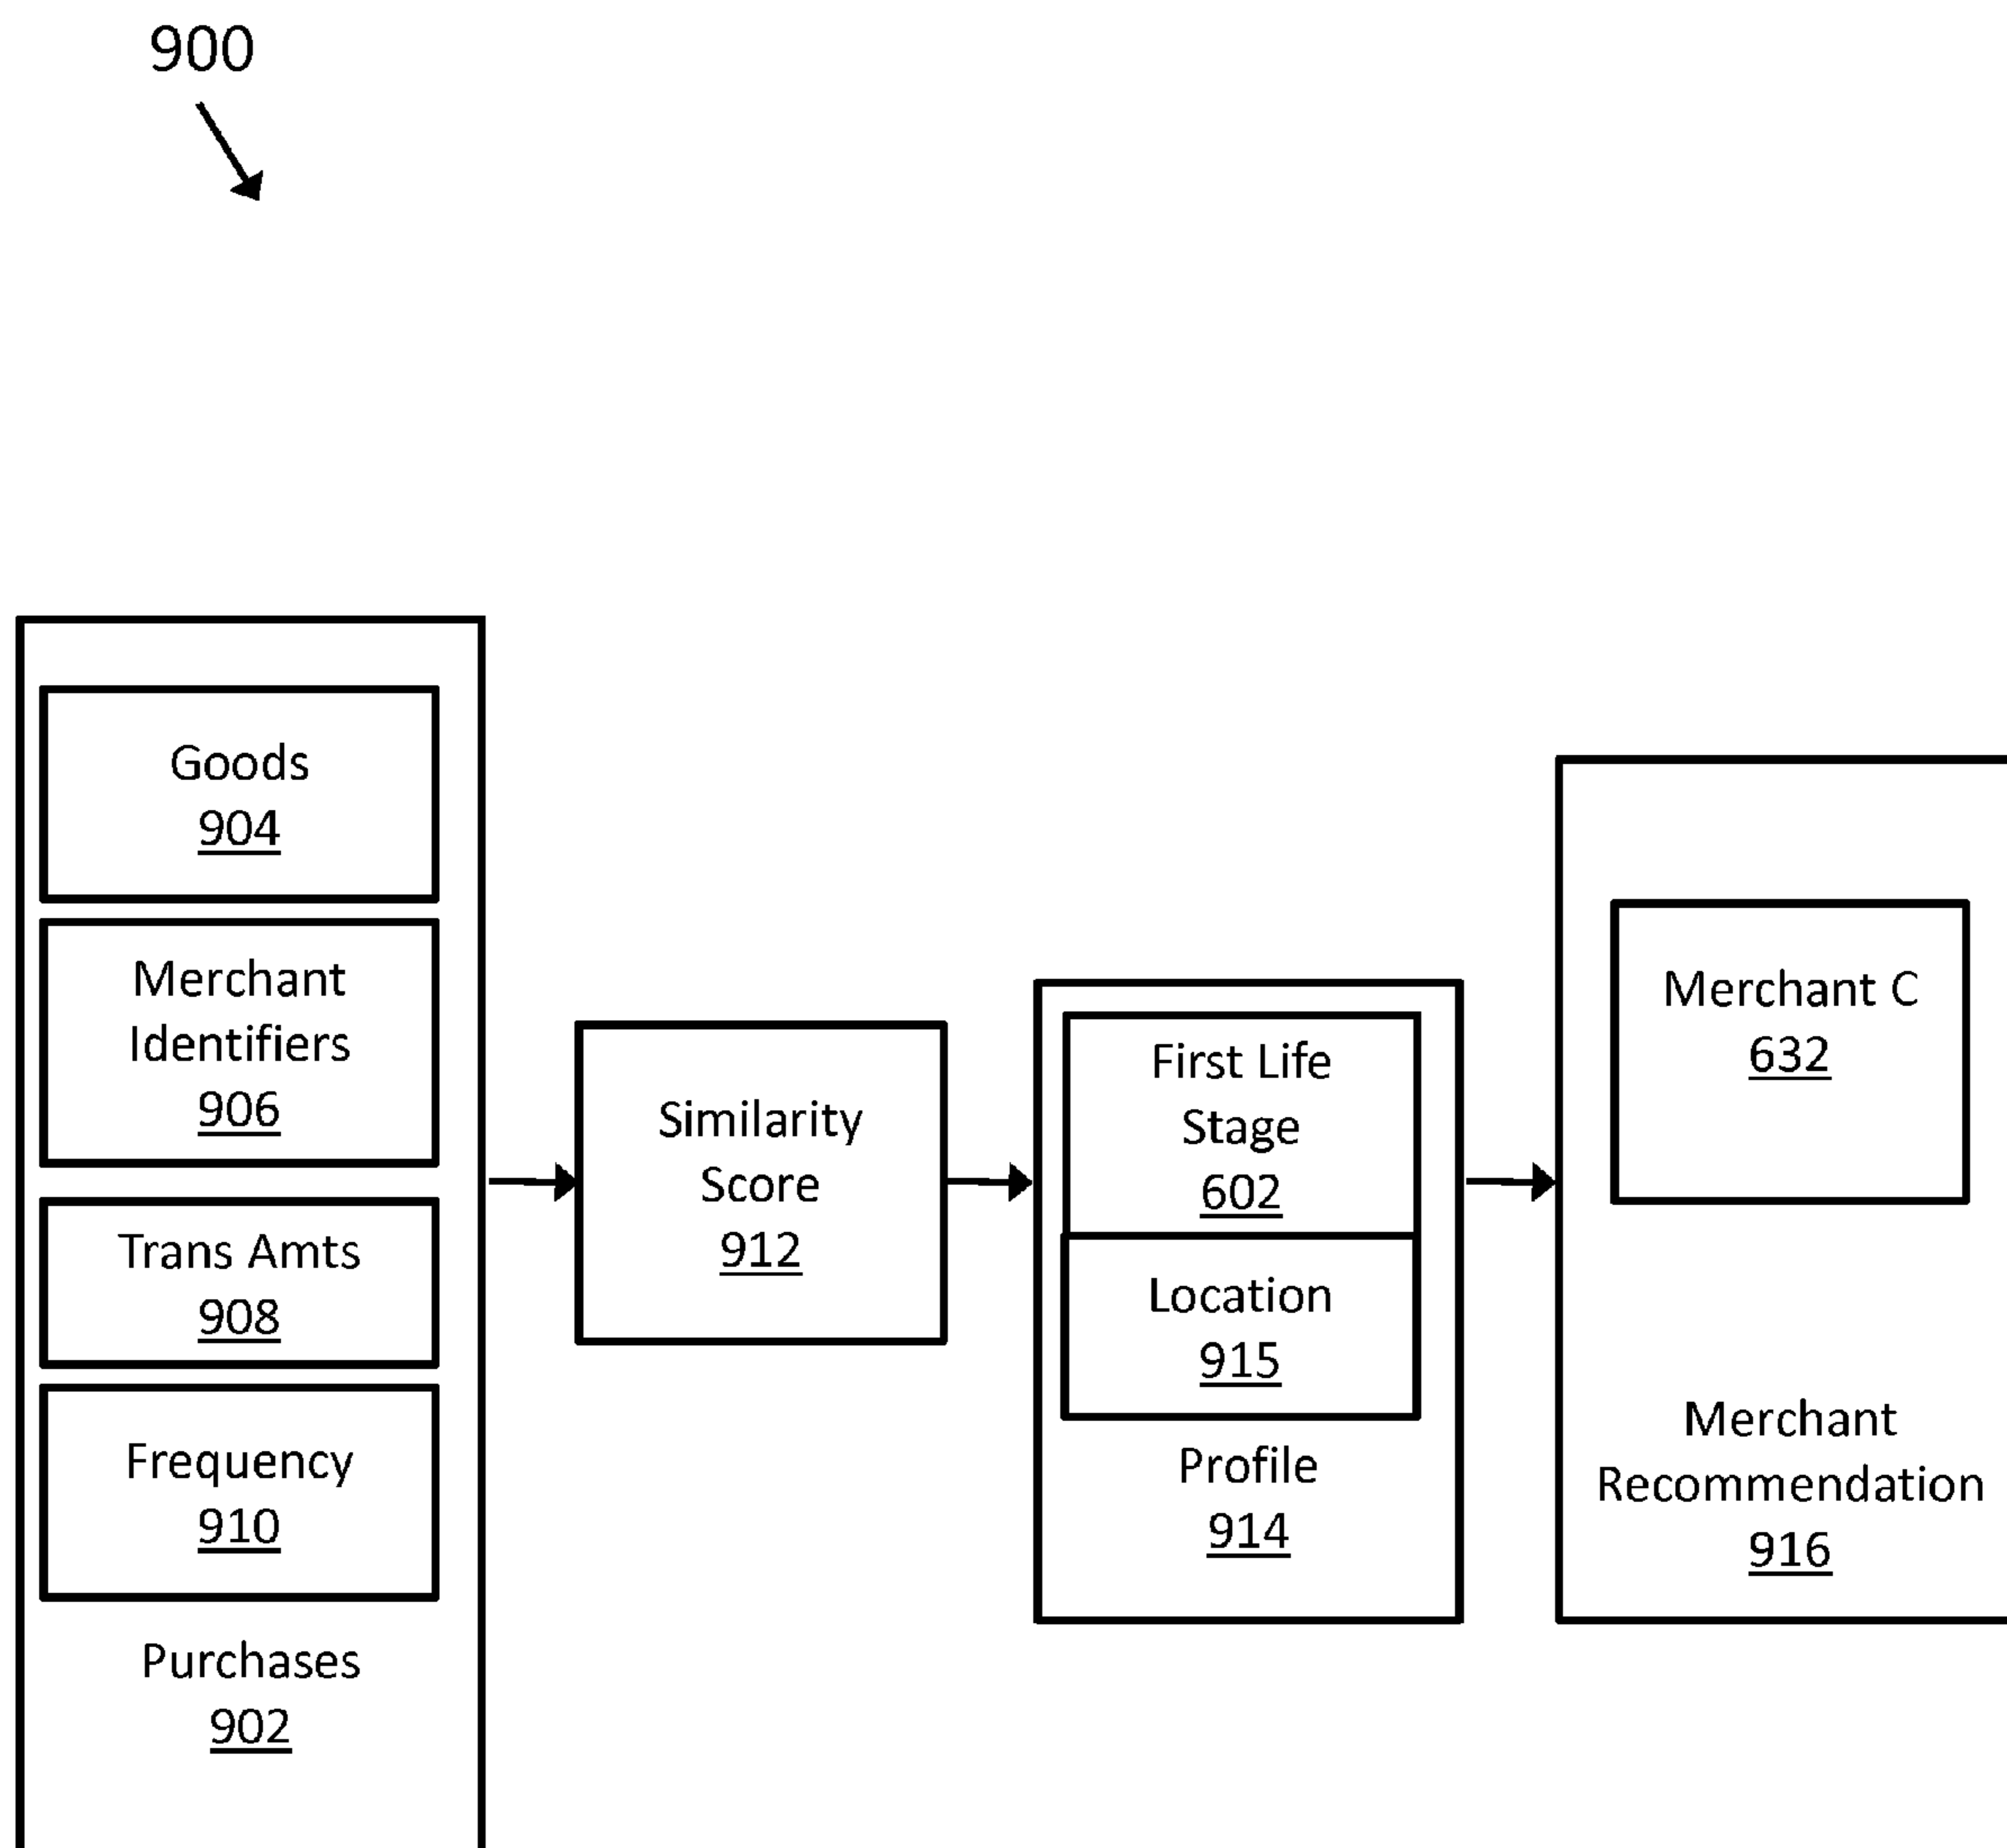 900
Goods
904
Merchant
Identifiers
906
Trans Amts
908
Frequency
910
Purchases
902
Similarity
Score
912
First Life
Stage
602
Location
915
Profile
914
Merchant C
632
Merchant
Recommendation
916